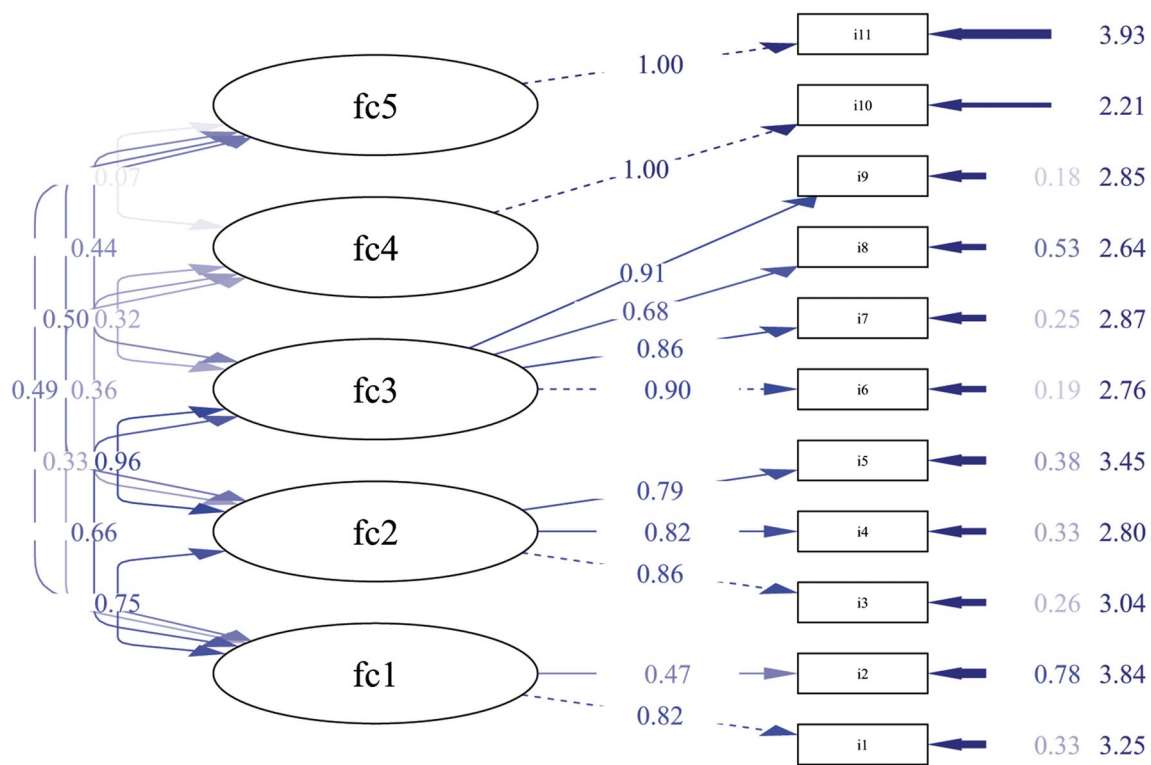 i11 3.93
fc5 1.00
i10 2.21
0.07 1.00 i9 0.18 2.85
0.44 fc4 i8 0.53 2.64
0.91
0.50 0.32 0.68 i7 0.25 2.87
0.86
0.49 0.36 fc3 0.90 i6 0.19 2.76
0.33 0.96 i5 0.38 3.45
0.79
0.66 fc2 0.82 i4 0.33 2.80
0.86
0.75 i3 0.26 3.04
fc1 0.47 i2 0.78 3.84
0.82
i1 0.33 3.25